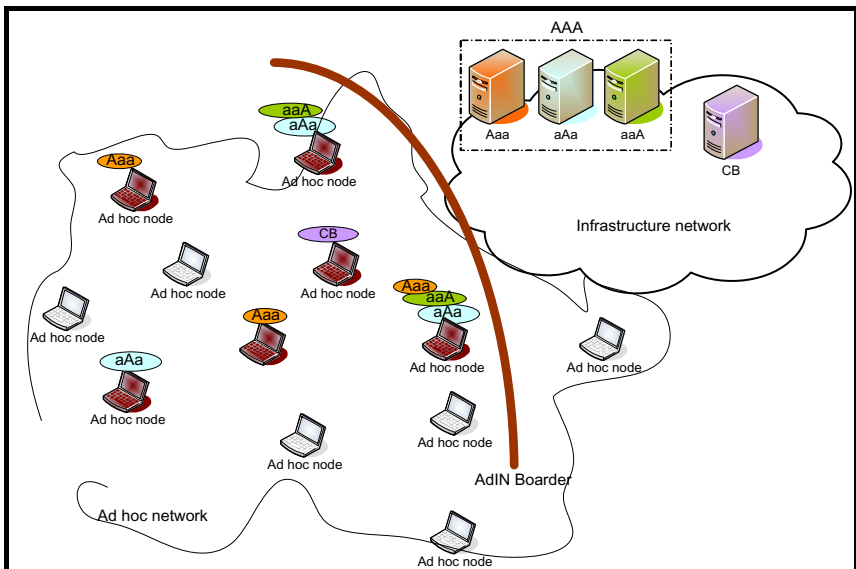 AAA
Aaa
aAa
aaA
CB
Infrastructure network
aaA
aAa
Ad hoc node
Aaa
Ad hoc node
CB
Ad hoc node
Ad hoc node
Ad hoc node
Aaa
Ad hoc node
Aaa
aaA
aAa
Ad hoc node
Ad hoc node
aAa
Ad hoc node
Ad hoc node
Ad hoc node
AdIN Boarder
Ad hoc network
Ad hoc node